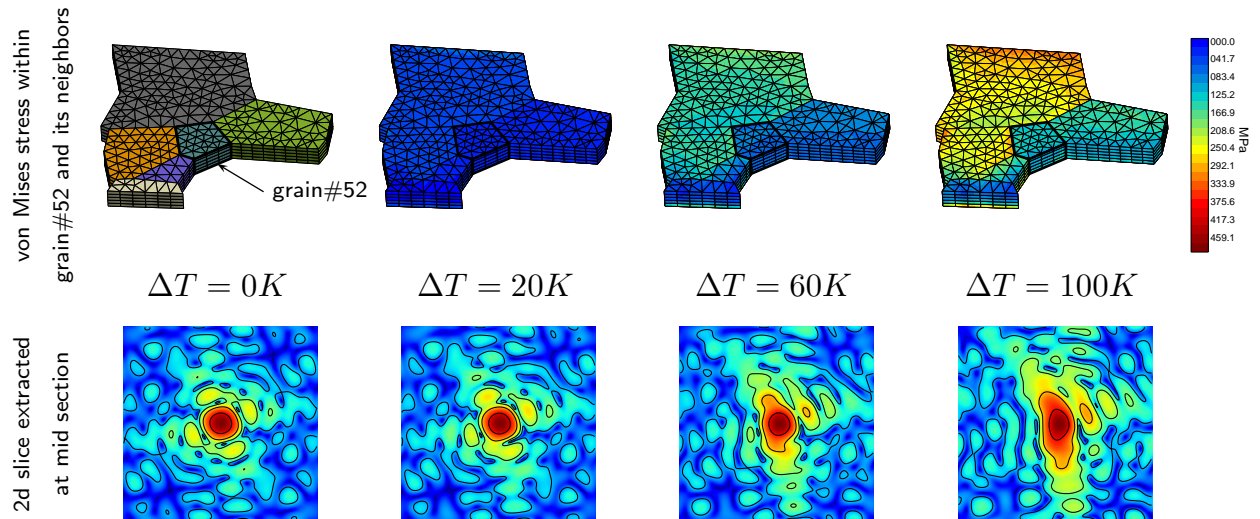 von Mises stress within
grain#52 and its neighbors
grain#52
000.0
041.7
083.4
125.2
166.9
208.6
250.4
292.1
333.9
375.6
417.3
459.1
MPa
ΔT = 0K
ΔT = 20K
ΔT = 60K
ΔT = 100K
2d slice extracted
at mid section